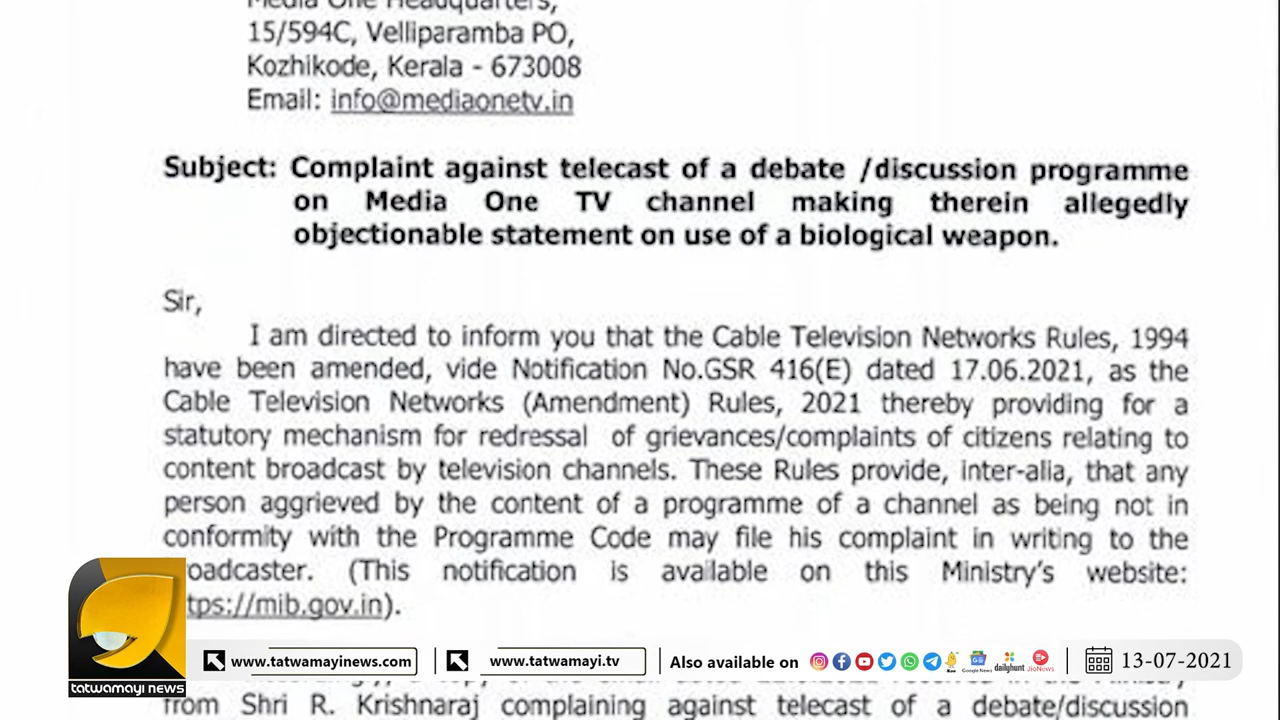 Media One Headquarters,
15/594C, Velliparamba PO,
Kozhikode, Kerala - 673008
Email: info@mediaonetv.in
Subject: Complaint against telecast of a debate /discussion programme
on Media One TV channel making therein allegedly
objectionable statement on use of a biological weapon.
Sir,
I am directed to inform you that the Cable Television Networks Rules, 1994
have been amended, vide Notification No.GSR 416(E) dated 17.06.2021, as the
Cable Television Networks (Amendment) Rules, 2021 thereby providing for a
statutory mechanism for redressal of grievances/complaints of citizens relating to
content broadcast by television channels. These Rules provide, inter-alia, that any
person aggrieved by the content of a programme of a channel as being not in
conformity with the Programme Code may file his complaint in writing to the
roadcaster. (This notification is available on this Ministry's website:
tps://mib.gov.in).
tatwamayi news
www.tatwamayinews.com
www.tatwamayi.tv
Also available on
Google News
dailyhunt
JioNews
13-07-2021
from Shri R. Krishnaraj complaining against telecast of a debate/discussion